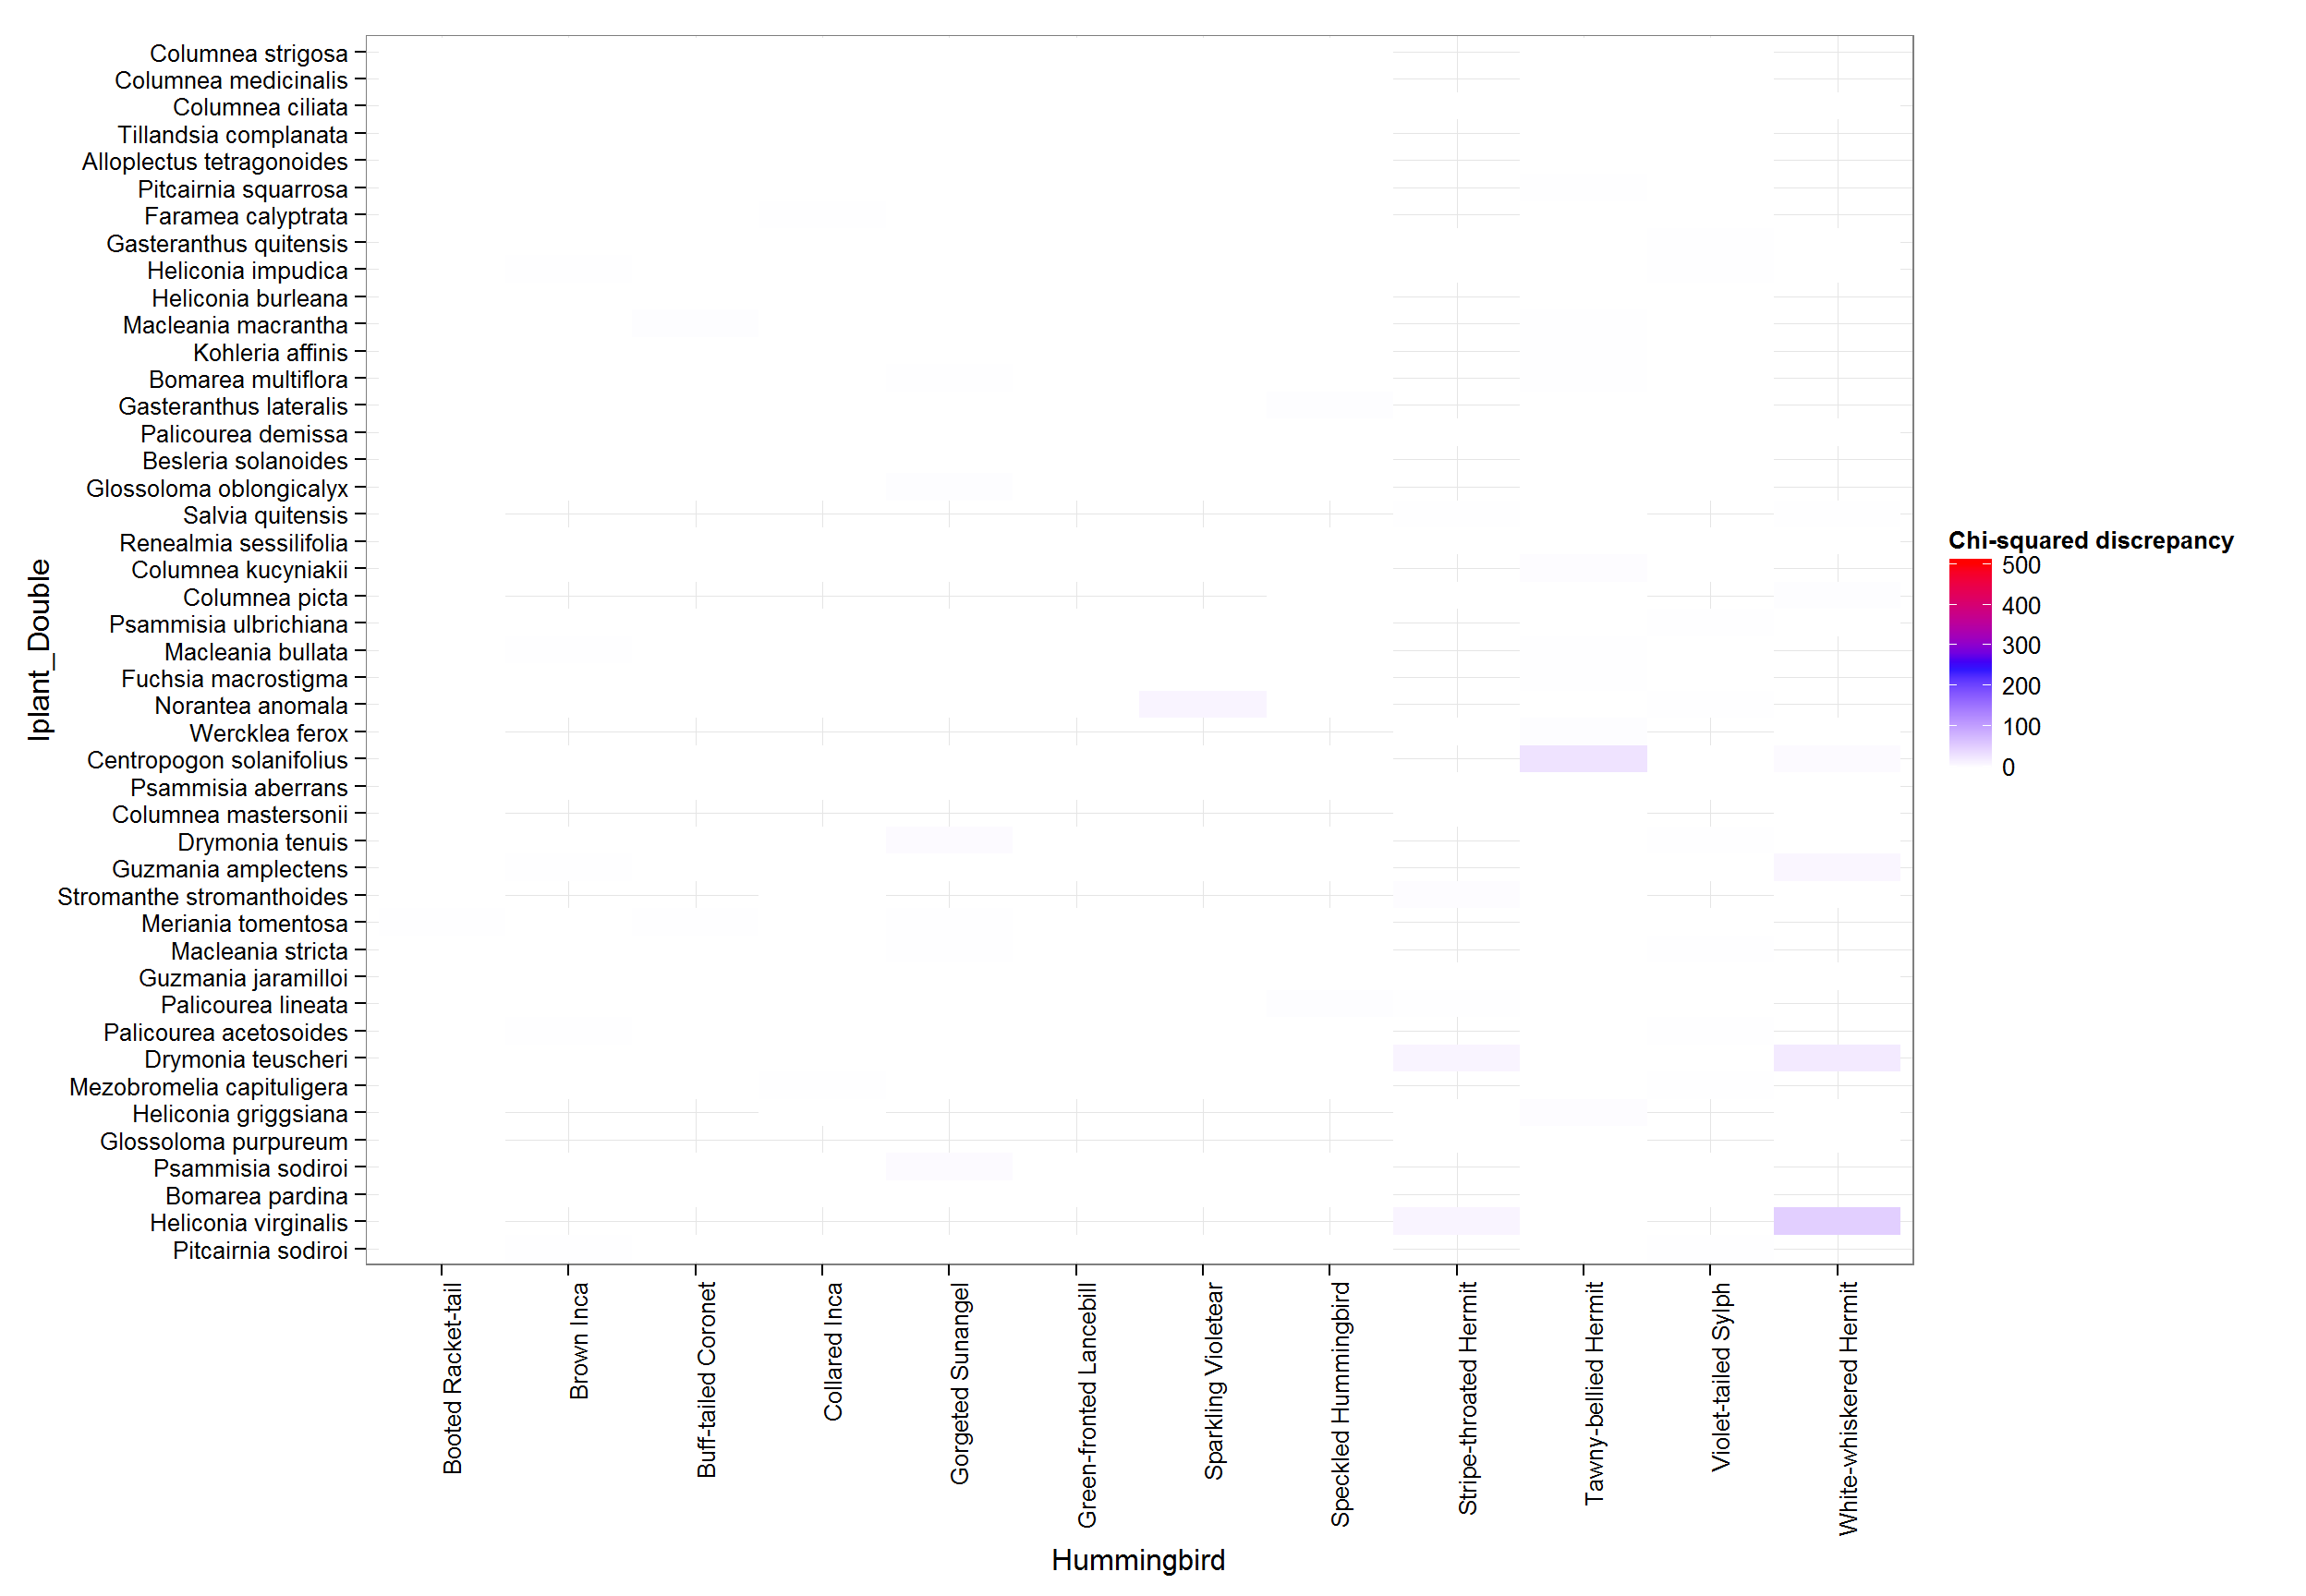 Iplant_Double
Columnea strigosa
Columnea medicinalis
Columnea ciliata
Tillandsia complanata
Alloplectus tetragonoides
Pitcairnia squarrosa
Faramea calyptrata
Gasteranthus quitensis
Heliconia impudica
Heliconia burleana
Macleania macrantha
Kohleria affinis
Bomarea multiflora
Gasteranthus lateralis
Palicourea demissa
Besleria solanoides
Glossoloma oblongicalyx
Salvia quitensis
Renealmia sessilifolia
Columnea kucyniakii
Columnea picta
Psammisia ulbrichiana
Macleania bullata
Fuchsia macrostigma
Norantea anomala
Wercklea ferox
Centropogon solanifolius
Psammisia aberrans
Columnea mastersonii
Drymonia tenuis
Guzmania amplectens
Stromanthe stromanthoides
Meriania tomentosa
Macleania stricta
Guzmania jaramilloi
Palicourea lineata
Palicourea acetosoides
Drymonia teuscheri
Mezobromelia capituligera
Heliconia griggsiana
Glossoloma purpureum
Psammisia sodiroi
Bomarea pardina
Heliconia virginalis
Pitcairnia sodiroi
Booted Racket-tail
Brown Inca
Buff-tailed Coronet
Collared Inca
Gorgeted Sunangel
Green-fronted Lancebill
Sparkling Violetear
Speckled Hummingbird
Stripe-throated Hermit
Tawny-bellied Hermit
Violet-tailed Sylph
White-whiskered Hermit
Hummingbird
Chi-squared discrepancy
500
400
300
200
100
0